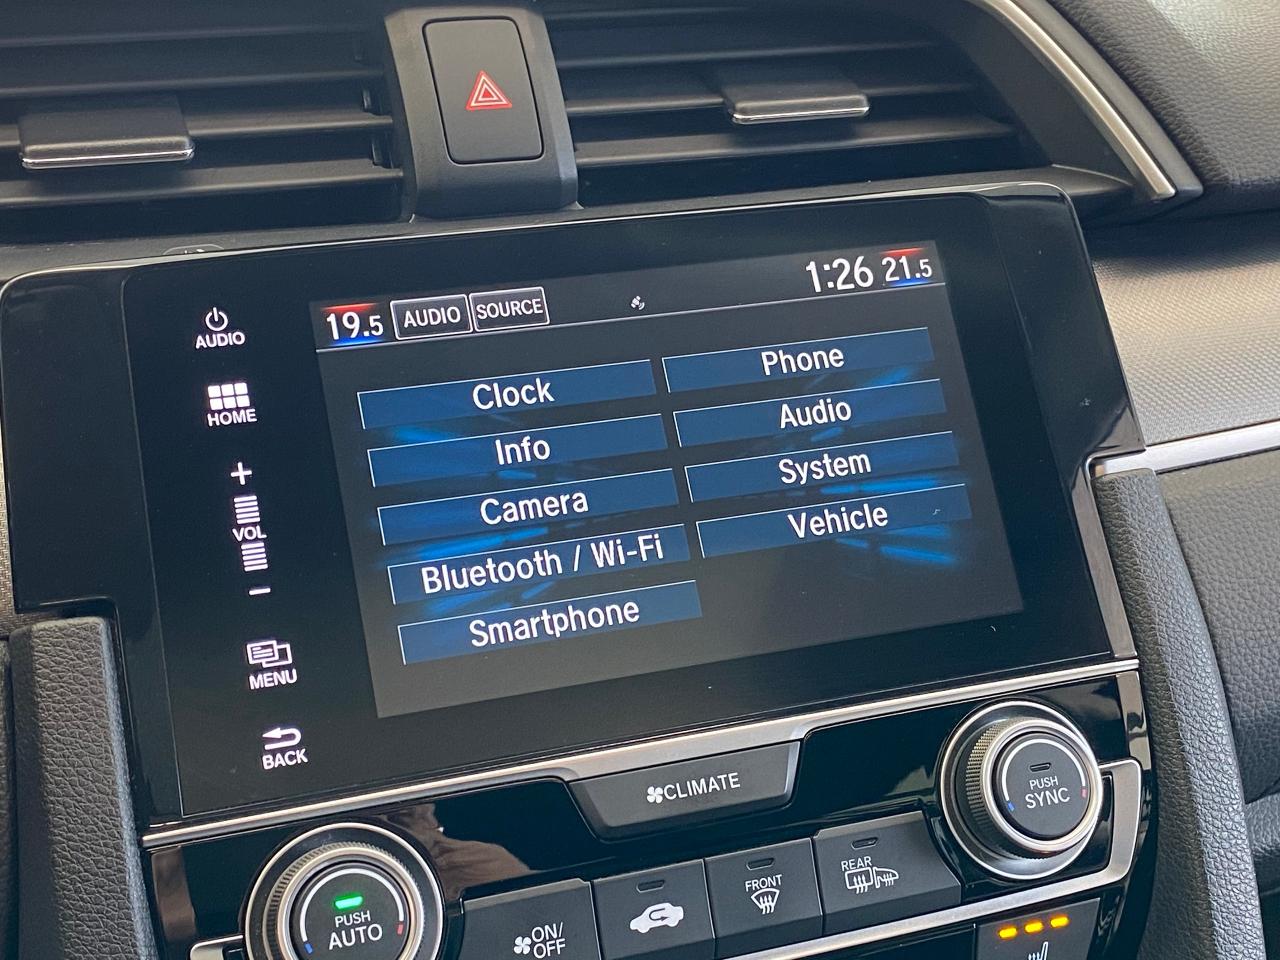 19.5 AUDIO SOURCE 1:26 21.5
AUDIO
HOME
+
VOL
-
MENU
BACK
Clock
Phone
Info
Audio
Camera
System
Bluetooth / Wi-Fi
Vehicle
Smartphone
CLIMATE
PUSH
SYNC
PUSH
AUTO
ON/
OFF
FRONT
REAR